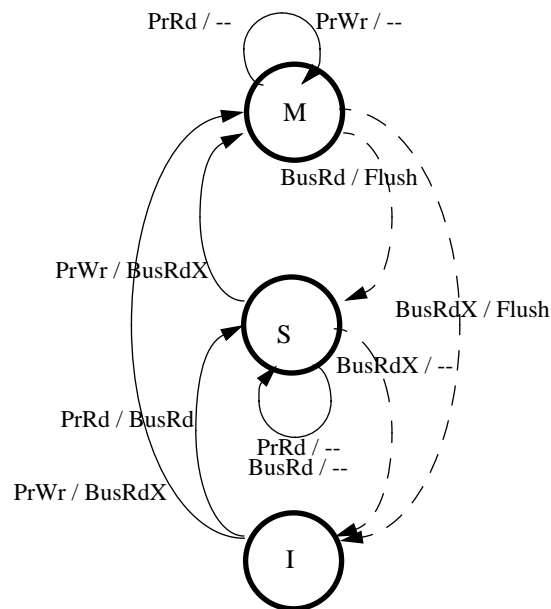 PrRd / --
PrWr / --
M
BusRd / Flush
PrWr / BusRdX
BusRdX / Flush
S
BusRdX / --
PrRd / BusRd
PrRd / --
BusRd / --
PrWr / BusRdX
I